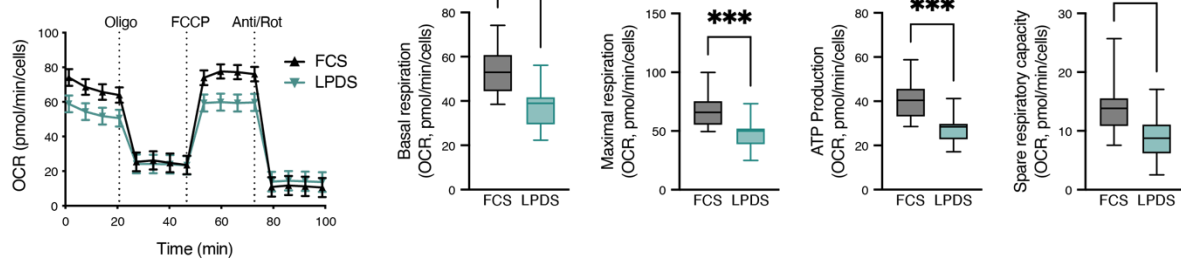 Oligo FCCP Anti/Rot
OCR (pmol/min/cells)
100
80
60
40
20
0
FCS
LPDS
0 20 40 60 80 100
Time (min)
Basal respiration
(OCR, pmol/min/cells)
80
60
40
20
0
FCS LPDS
Maximal respiration
(OCR, pmol/min/cells)
150
100
50
0
***
FCS LPDS
ATP Production
(OCR, pmol/min/cells)
80
60
40
20
0
***
FCS LPDS
Spare respiratory capacity
(OCR, pmol/min/cells)
30
20
10
0
FCS LPDS